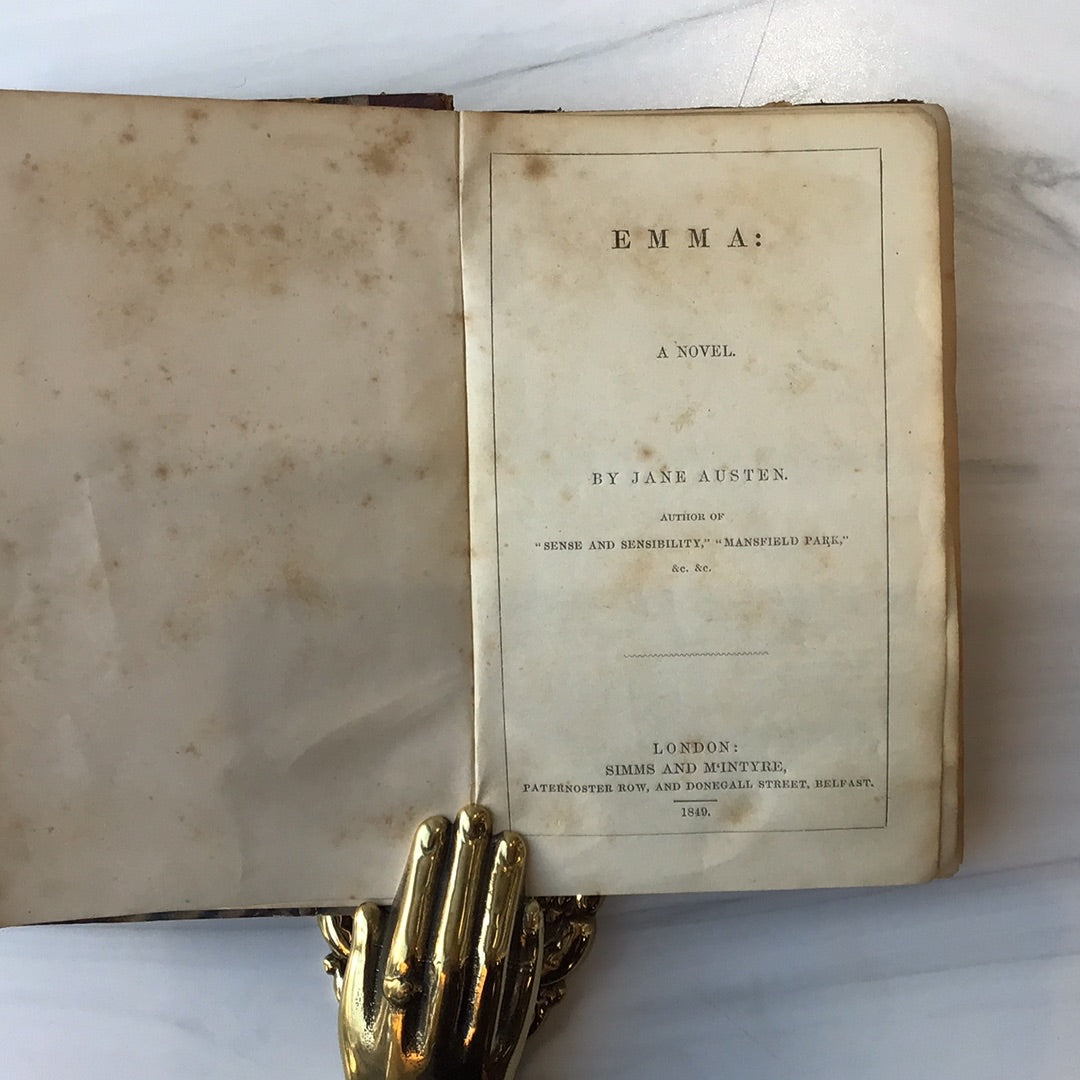 EMMA:
A NOVEL.
BY JANE AUSTEN.
AUTHOR OF
"SENSE AND SENSIBILITY," "MANSFIELD PARK,"
&c. &c.
LONDON:
SIMMS AND M‘INTYRE,
PATERNOSTER ROW, AND DONEGALL STREET, BELFAST.
1849.